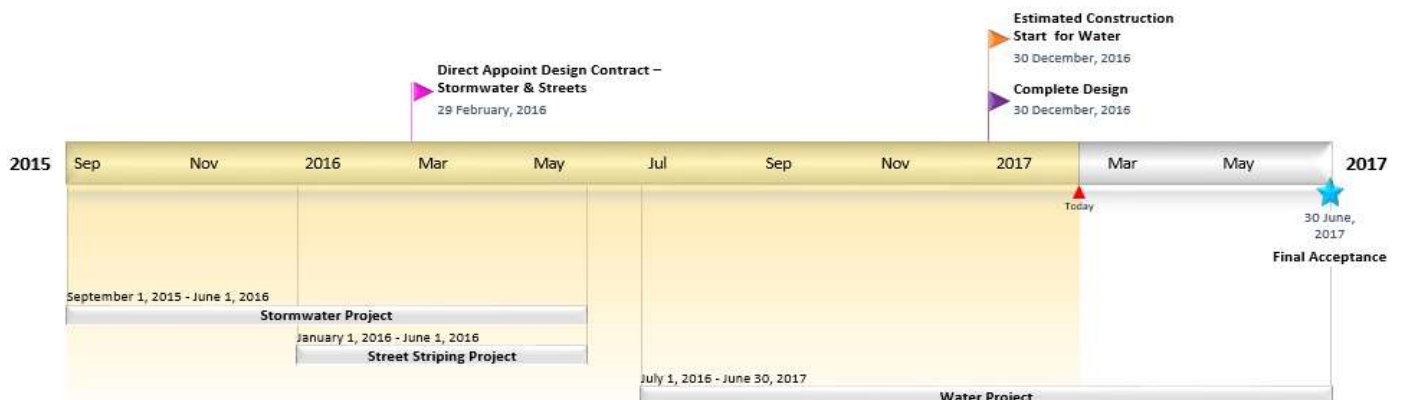 Estimated Construction
Start for Water
30 December, 2016
Direct Appoint Design Contract –
Stormwater & Streets
29 February, 2016
Complete Design
30 December, 2016
2015 Sep Nov 2016 Mar May Jul Sep Nov 2017 Mar May 2017
Today
30 June,
2017
Final Acceptance
September 1, 2015 - June 1, 2016
Stormwater Project
January 1, 2016 - June 1, 2016
Street Striping Project
July 1, 2016 - June 30, 2017
Water Project